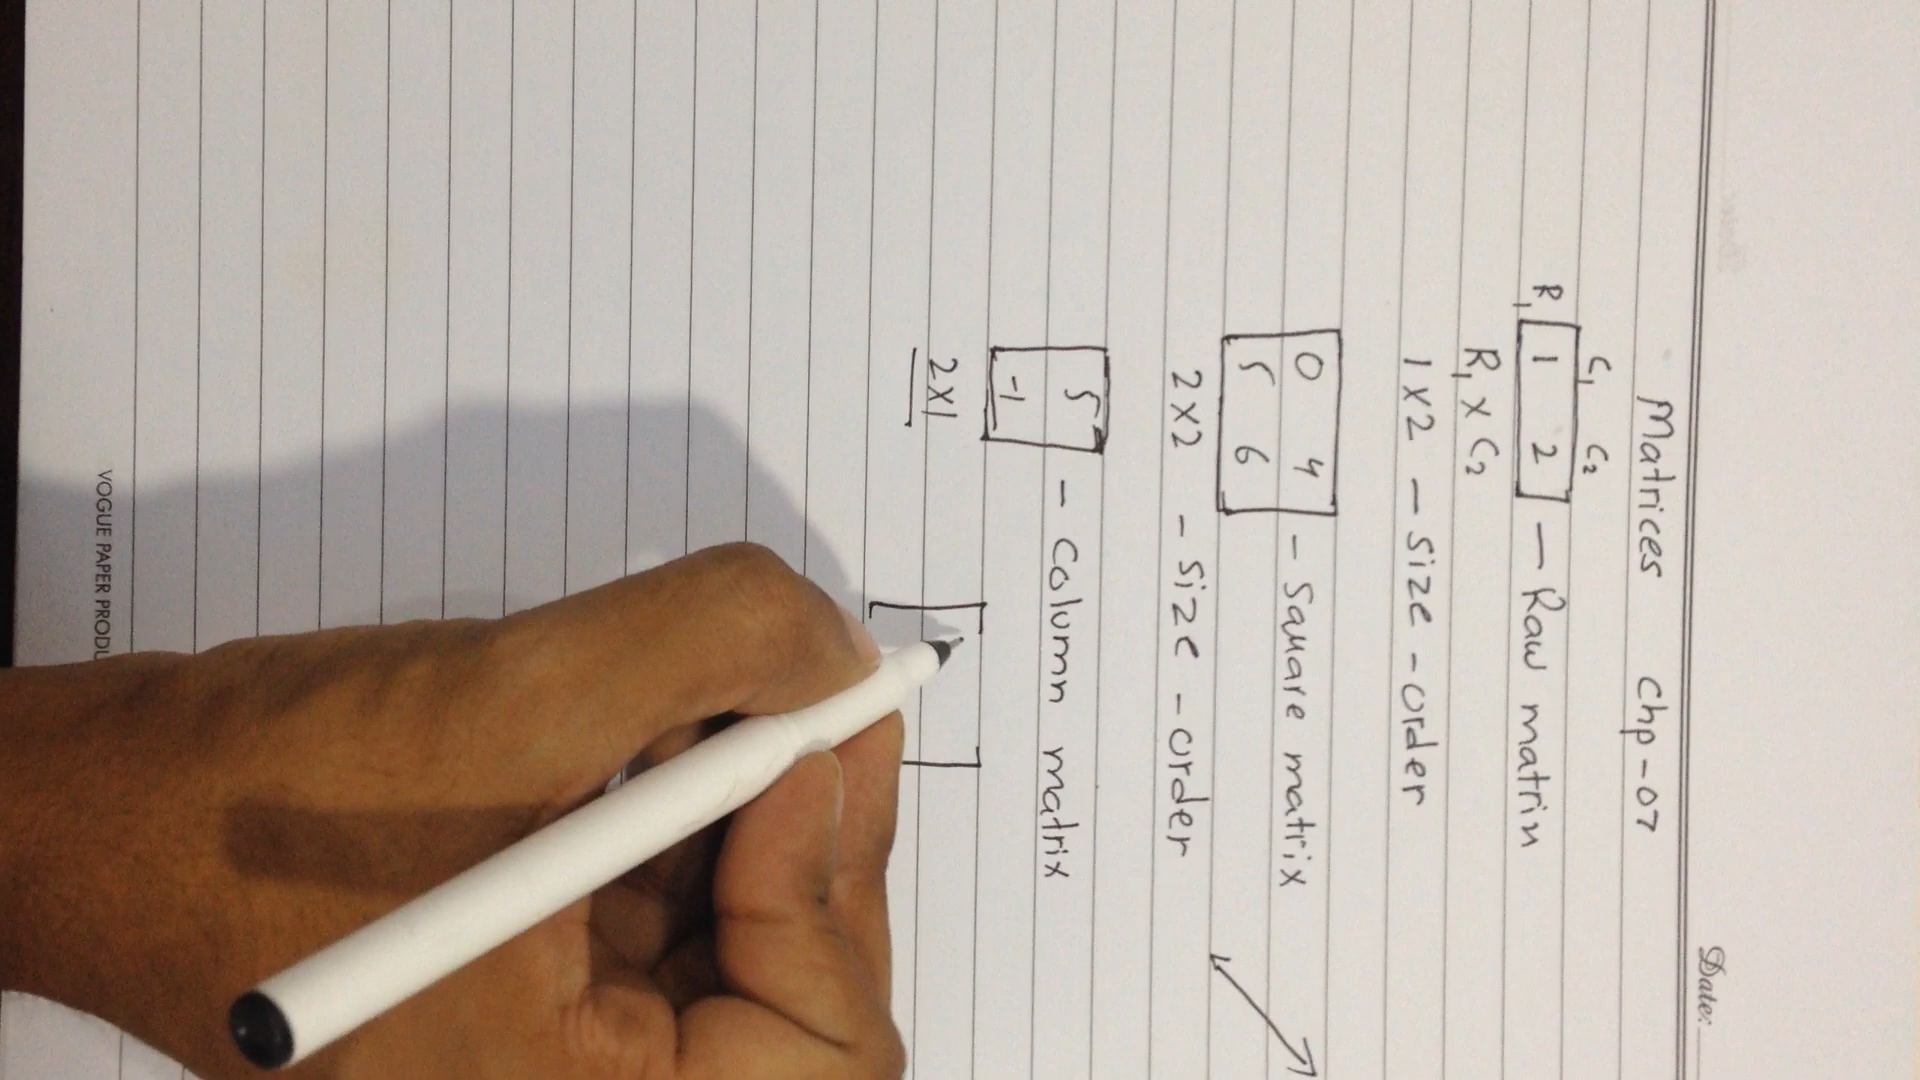 Date:
Matrices Chp-07
C1 C2
R1 [1 2] - Raw matrix
R1 x C2
1x2 - size - order
0 4 - Square matrix
5 6
2x2 - size - order
5 - Column matrix
-1
2x1
VOGUE PAPER PRODU